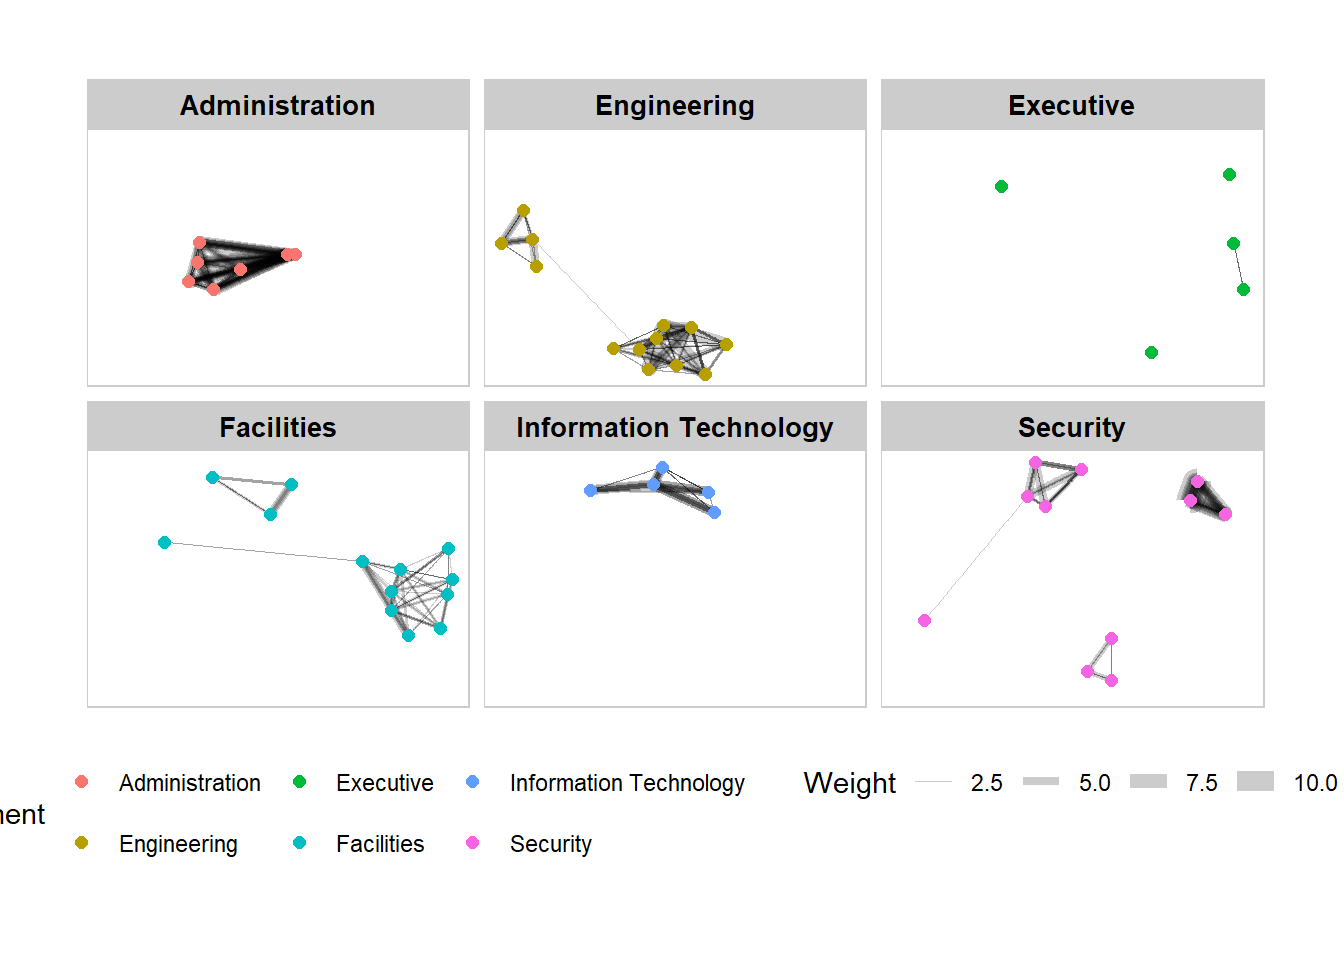 Administration
Engineering
Executive
Facilities
Information Technology
Security
Administration Executive Information Technology Weight 2.5 5.0 7.5 10.0
Engineering Facilities Security